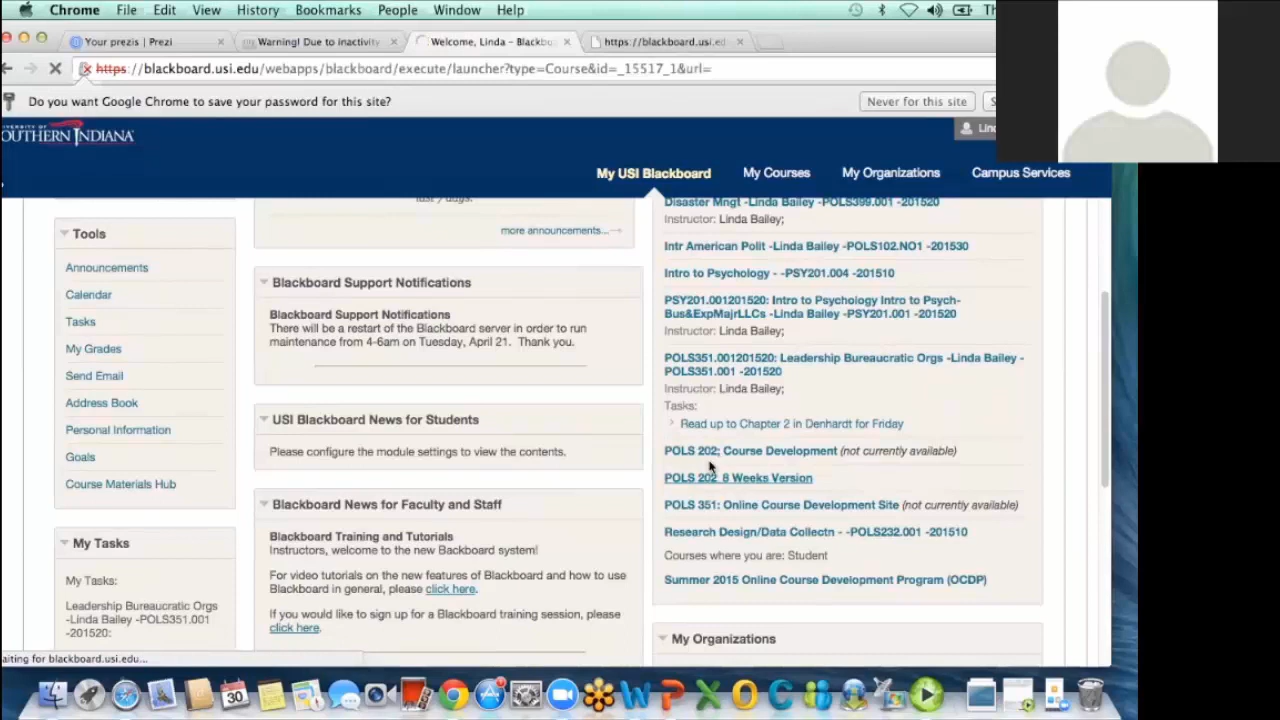 Chrome File Edit View History Bookmarks People Window Help Th
Your prezis | Prezi
Warning! Due to inactivity
Welcome, Linda – Blackbo
https://blackboard.usi.ed
https://blackboard.usi.edu/webapps/blackboard/execute/launcher?type=Course&id=_15517_1&url=
Do you want Google Chrome to save your password for this site?
Never for this site
S
OUTHERN INDIANA
Lind
My USI Blackboard
My Courses
My Organizations
Campus Services
Tools
Announcements
Calendar
Tasks
My Grades
Send Email
Address Book
Personal Information
Goals
Course Materials Hub
My Tasks
My Tasks:
Leadership Bureaucratic Orgs
-Linda Bailey -POLS351.001
-201520:
aiting for blackboard.usi.edu...
last 7 days.
more announcements...
Blackboard Support Notifications
Blackboard Support Notifications
There will be a restart of the Blackboard server in order to run
maintenance from 4-6am on Tuesday, April 21. Thank you.
USI Blackboard News for Students
Please configure the module settings to view the contents.
Blackboard News for Faculty and Staff
Blackboard Training and Tutorials
Instructors, welcome to the new Blackboard system!
For video tutorials on the new features of Blackboard and how to use
Blackboard in general, please click here.
If you would like to sign up for a Blackboard training session, please
click here.
Disaster Mngt -Linda Bailey -POLS399.001 -201520
Instructor: Linda Bailey;
Intr American Polit -Linda Bailey -POLS102.NO1 -201530
Intro to Psychology - -PSY201.004 -201510
PSY201.001201520: Intro to Psychology Intro to Psych-
Bus&ExpMajrLLCs -Linda Bailey -PSY201.001 -201520
Instructor: Linda Bailey;
POLS351.001201520: Leadership Bureaucratic Orgs -Linda Bailey -
POLS351.001 -201520
Instructor: Linda Bailey;
Tasks:
Read up to Chapter 2 in Denhardt for Friday
POLS 202: Course Development (not currently available)
POLS 202 8 Weeks Version
POLS 351: Online Course Development Site (not currently available)
Research Design/Data Collectn - -POLS232.001 -201510
Courses where you are: Student
Summer 2015 Online Course Development Program (OCDP)
My Organizations
30